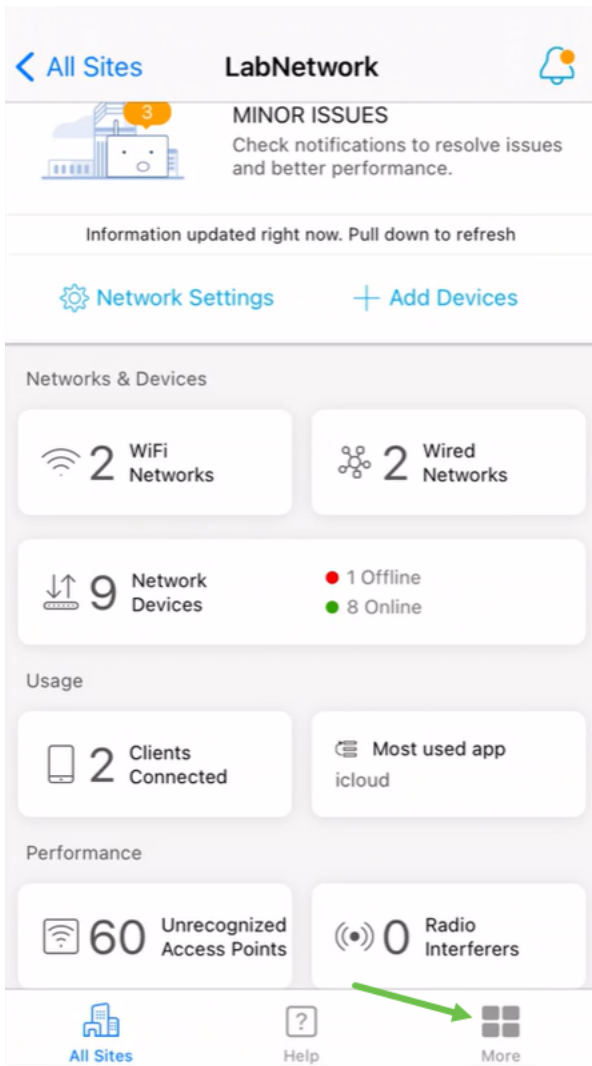 All Sites
LabNetwork
3
MINOR ISSUES
Check notifications to resolve issues
and better performance.
Information updated right now. Pull down to refresh
Network Settings
Add Devices
Networks & Devices
2 WiFi
Networks
2 Wired
Networks
9 Network
Devices
1 Offline
8 Online
Usage
2 Clients
Connected
Most used app
icloud
Performance
60 Unrecognized
Access Points
0 Radio
Interferers
?
All Sites
Help
More